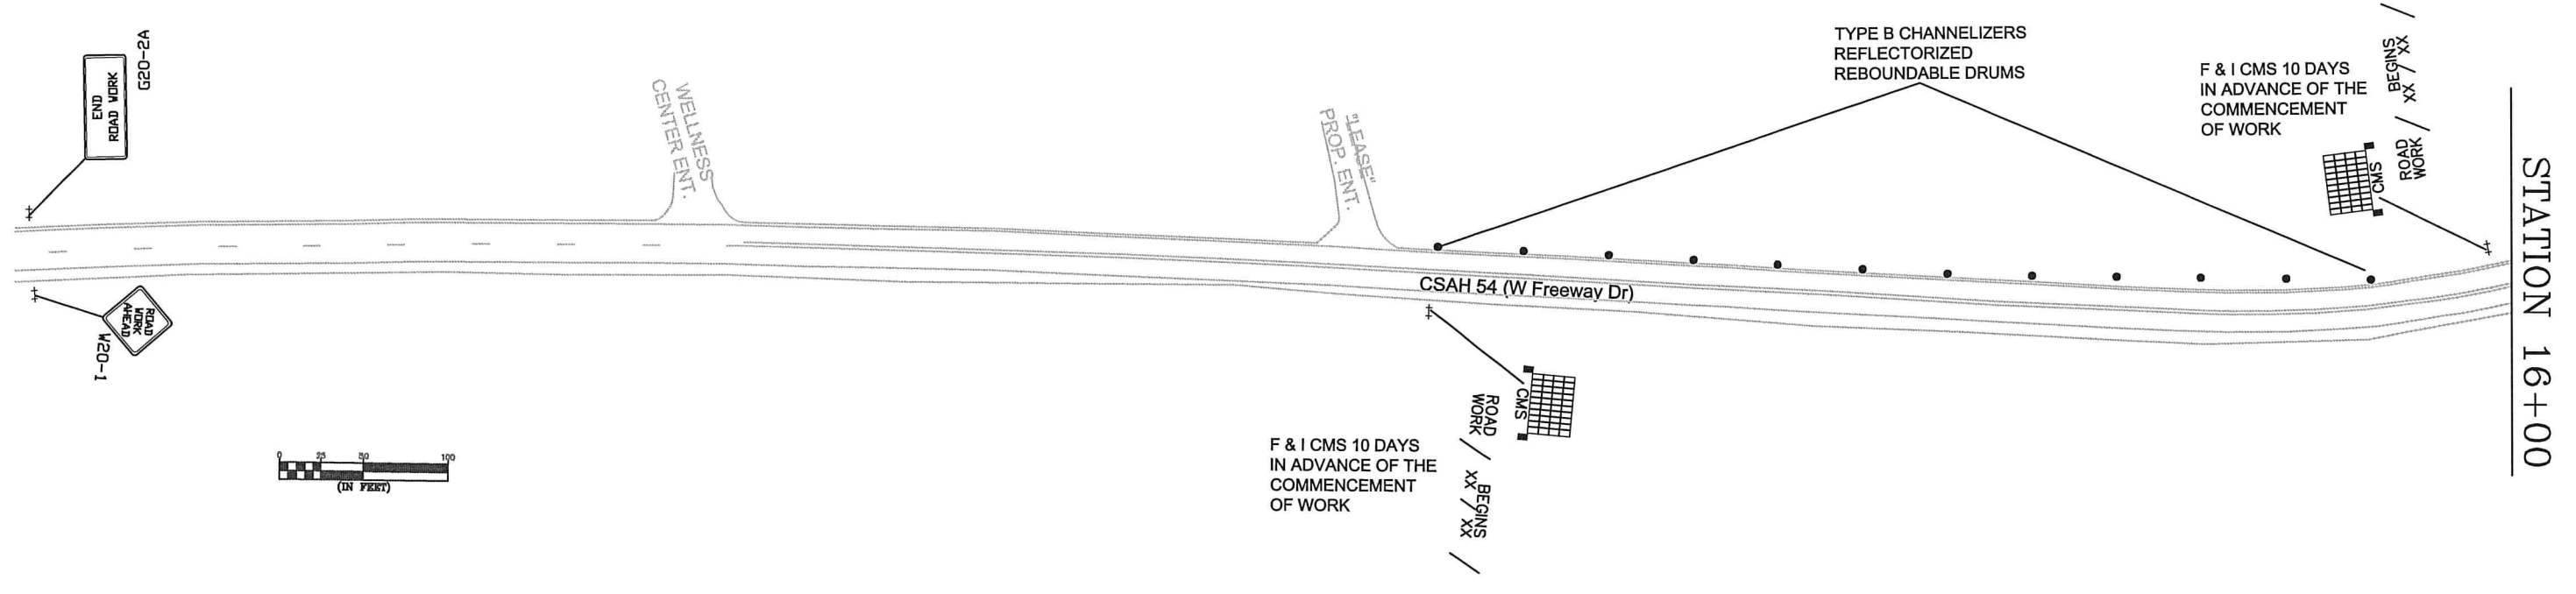 G20-2A
END
ROAD WORK
WELLNESS
CENTER ENT.
"LEASE"
PROP. ENT.
TYPE B CHANNELIZERS
REFLECTORIZED
REBOUNDABLE DRUMS
F & I CMS 10 DAYS
IN ADVANCE OF THE
COMMENCEMENT
OF WORK
CMS
ROAD
WORK
BEGINS
XX / XX
STATION 16+00
ROAD
WORK
AHEAD
W20-1
CSAH 54 (W Freeway Dr)
CMS
ROAD
WORK
BEGINS
XX / XX
F & I CMS 10 DAYS
IN ADVANCE OF THE
COMMENCEMENT
OF WORK
0 25 50 100
(IN FEET)